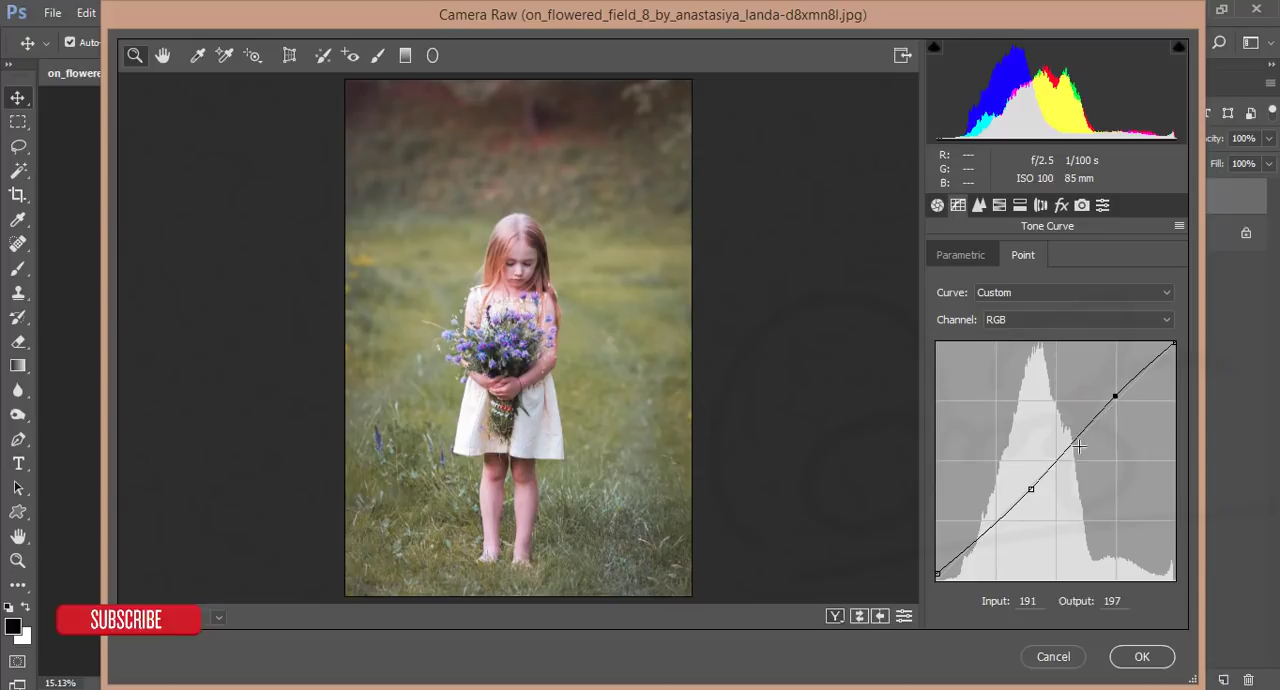 Camera Raw (on_flowered_field_8_by_anastasiya_landa-d8xmn8l.jpg)
Ps File Edit
Auto
on_flowere
R: ---
G: ---
B: ---
f/2.5 1/100 s
ISO 100 85 mm
fx
Tone Curve
Parametric Point
Curve: Custom
Channel: RGB
Input: 191 Output: 197
Y
Cancel OK
T
100%
Fill: 100%
SUBSCRIBE
15.13%